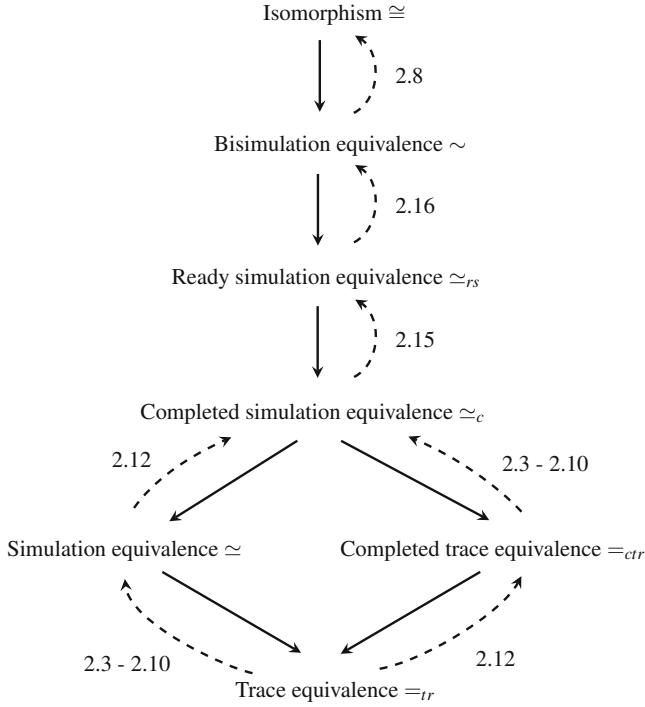 Isomorphism ≅
2.8
Bisimulation equivalence ∼
2.16
Ready simulation equivalence ≃rs
2.15
Completed simulation equivalence ≃c
2.12
2.3 - 2.10
Simulation equivalence ≃
Completed trace equivalence =ctr
2.3 - 2.10
2.12
Trace equivalence =tr